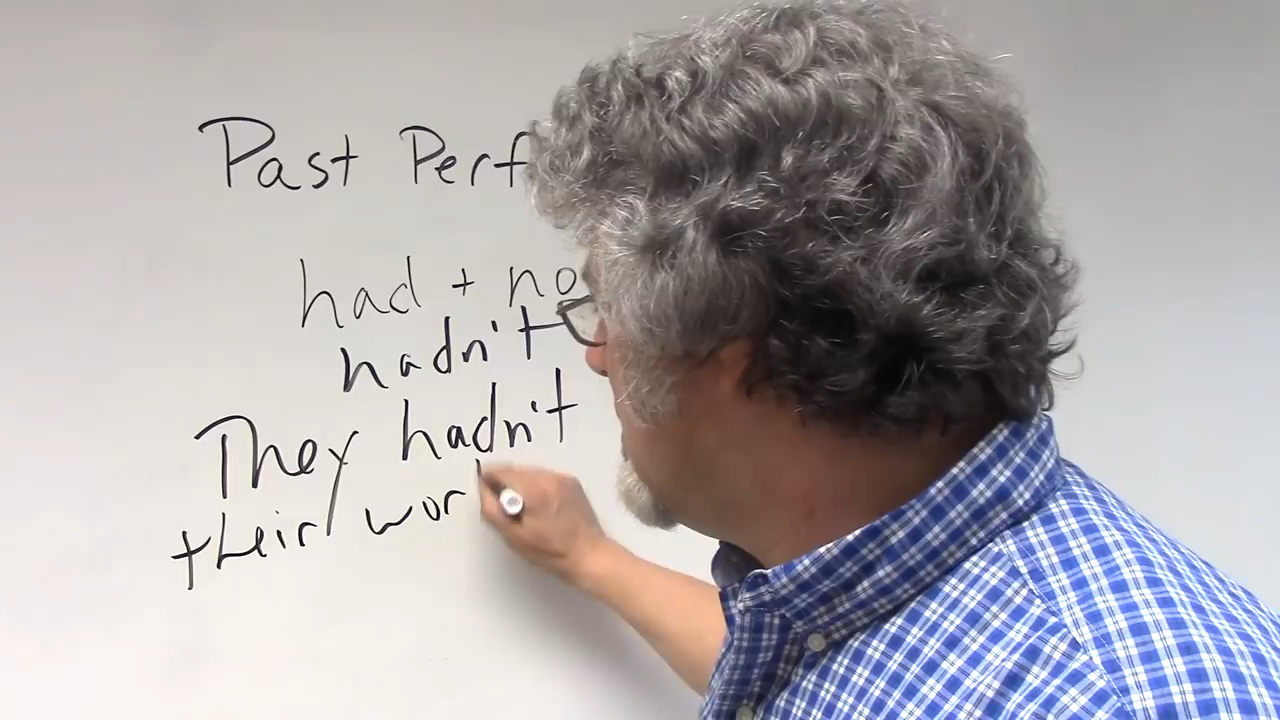 Past Perf
had + no
hadn't
They hadn't
their wor